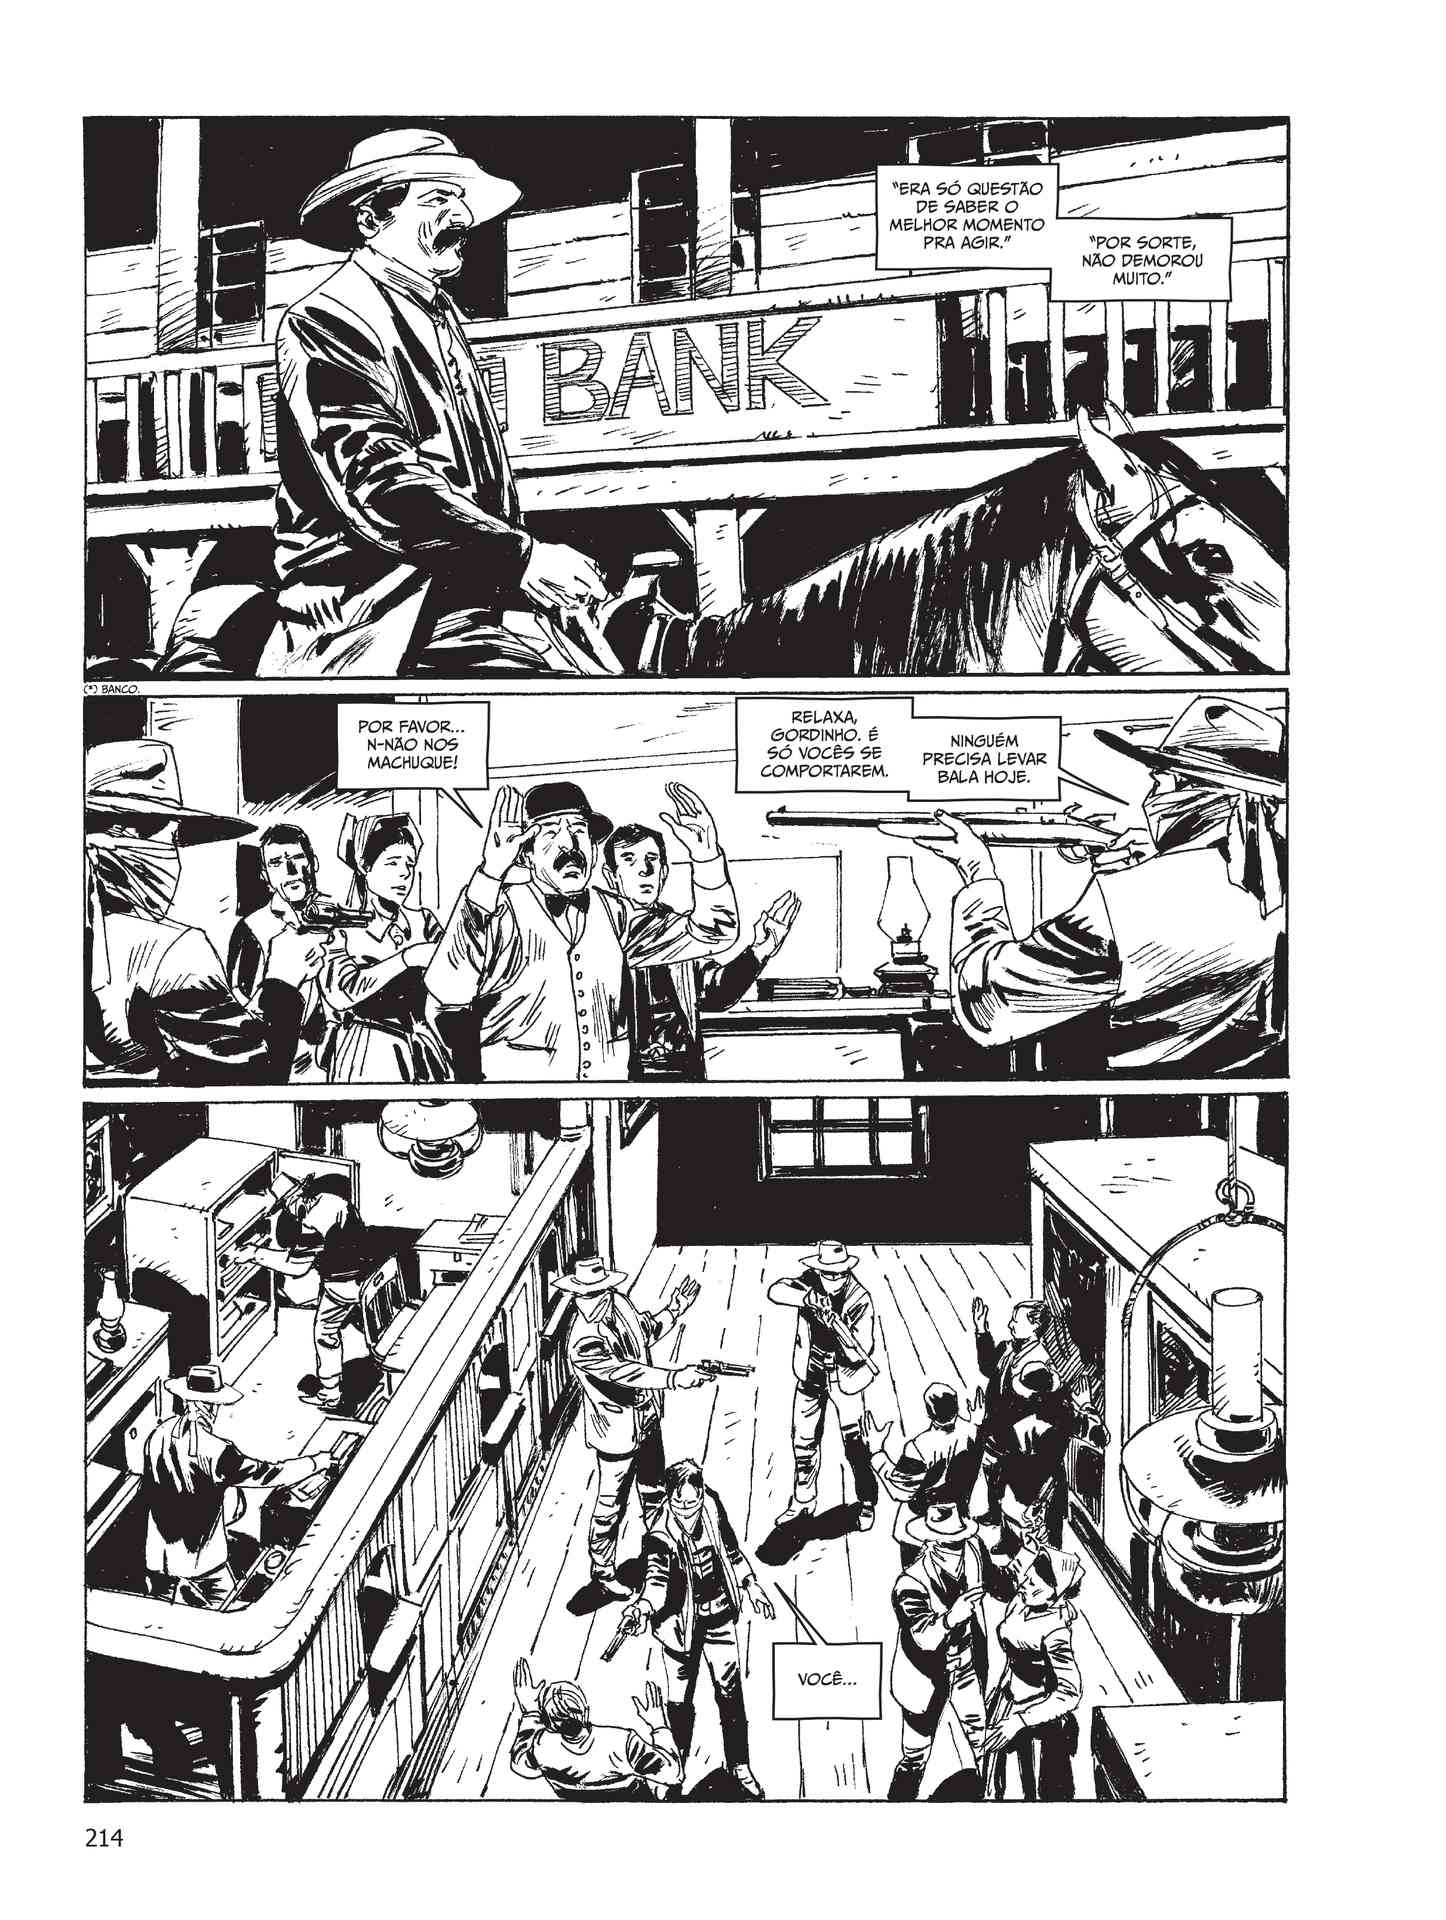 "ERA SÓ QUESTÃO
DE SABER O
MELHOR MOMENTO
PRA AGIR."
"POR SORTE,
NÃO DEMOROU
MUITO."
BANK
(*) BANCO.
POR FAVOR...
N-NÃO NOS
MACHUQUE!
RELAXA,
GORDINHO. É
SÓ VOCÊS SE
COMPORTAREM.
NINGUÉM
PRECISA LEVAR
BALA HOJE.
VOCÊ...
214